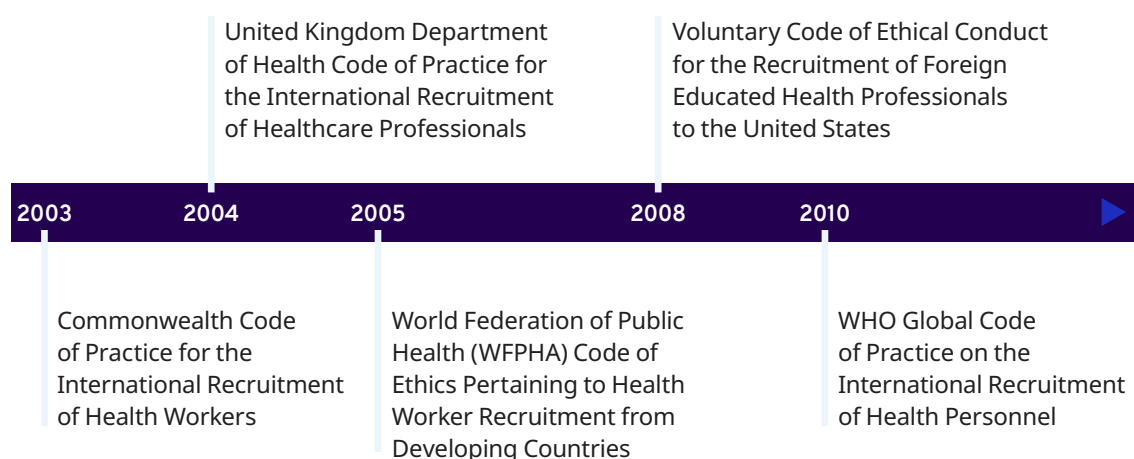 United Kingdom Department
of Health Code of Practice for
the International Recruitment
of Healthcare Professionals
Voluntary Code of Ethical Conduct
for the Recruitment of Foreign
Educated Health Professionals
to the United States
2003 2004 2005 2008 2010
Commonwealth Code
of Practice for the
International Recruitment
of Health Workers
World Federation of Public
Health (WFPHA) Code of
Ethics Pertaining to Health
Worker Recruitment from
Developing Countries
WHO Global Code
of Practice on the
International Recruitment
of Health Personnel